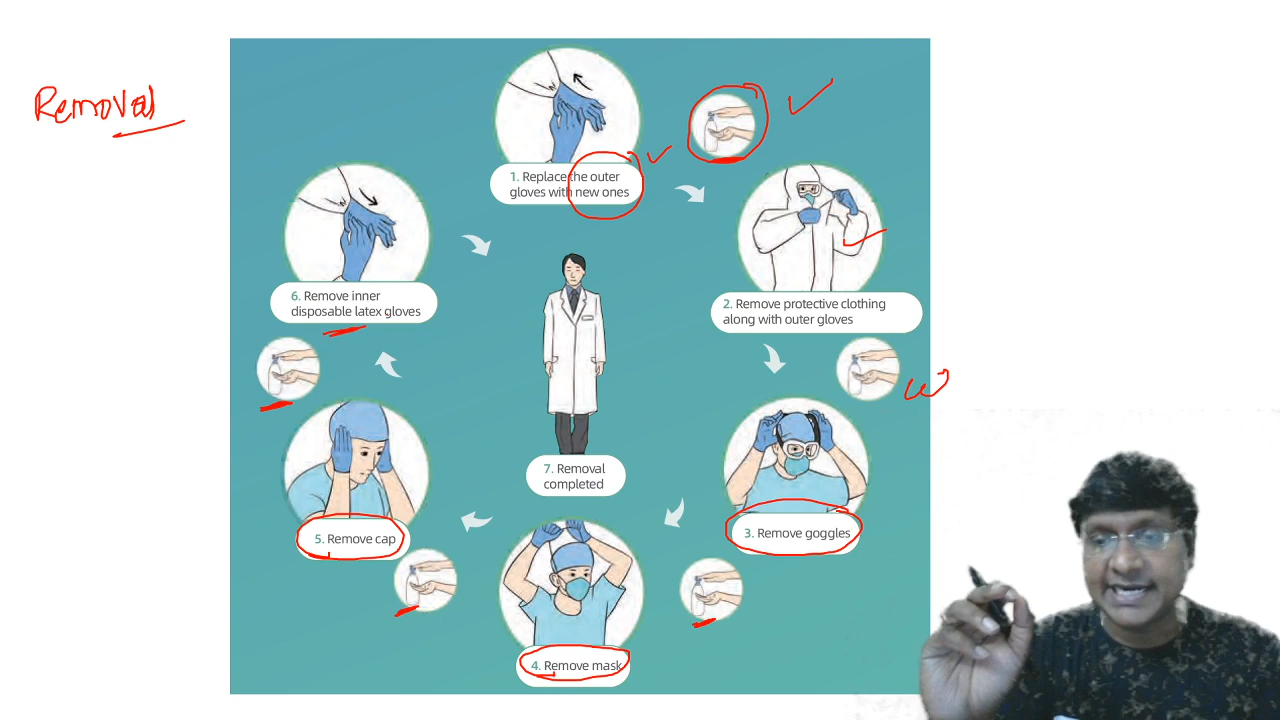 Removal
1. Replace the outer
gloves with new ones
2. Remove protective clothing
along with outer gloves
3. Remove goggles
4. Remove mask
5. Remove cap
6. Remove inner
disposable latex gloves
7. Removal
completed